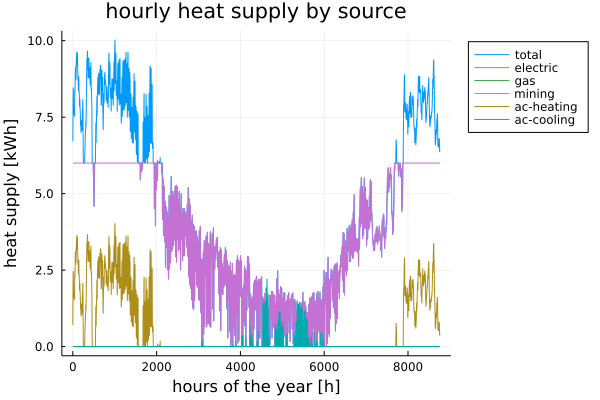 hourly heat supply by source
heat supply [kWh]
10.0
7.5
5.0
2.5
0.0
0
2000
4000
6000
8000
hours of the year [h]
total
electric
gas
mining
ac-heating
ac-cooling